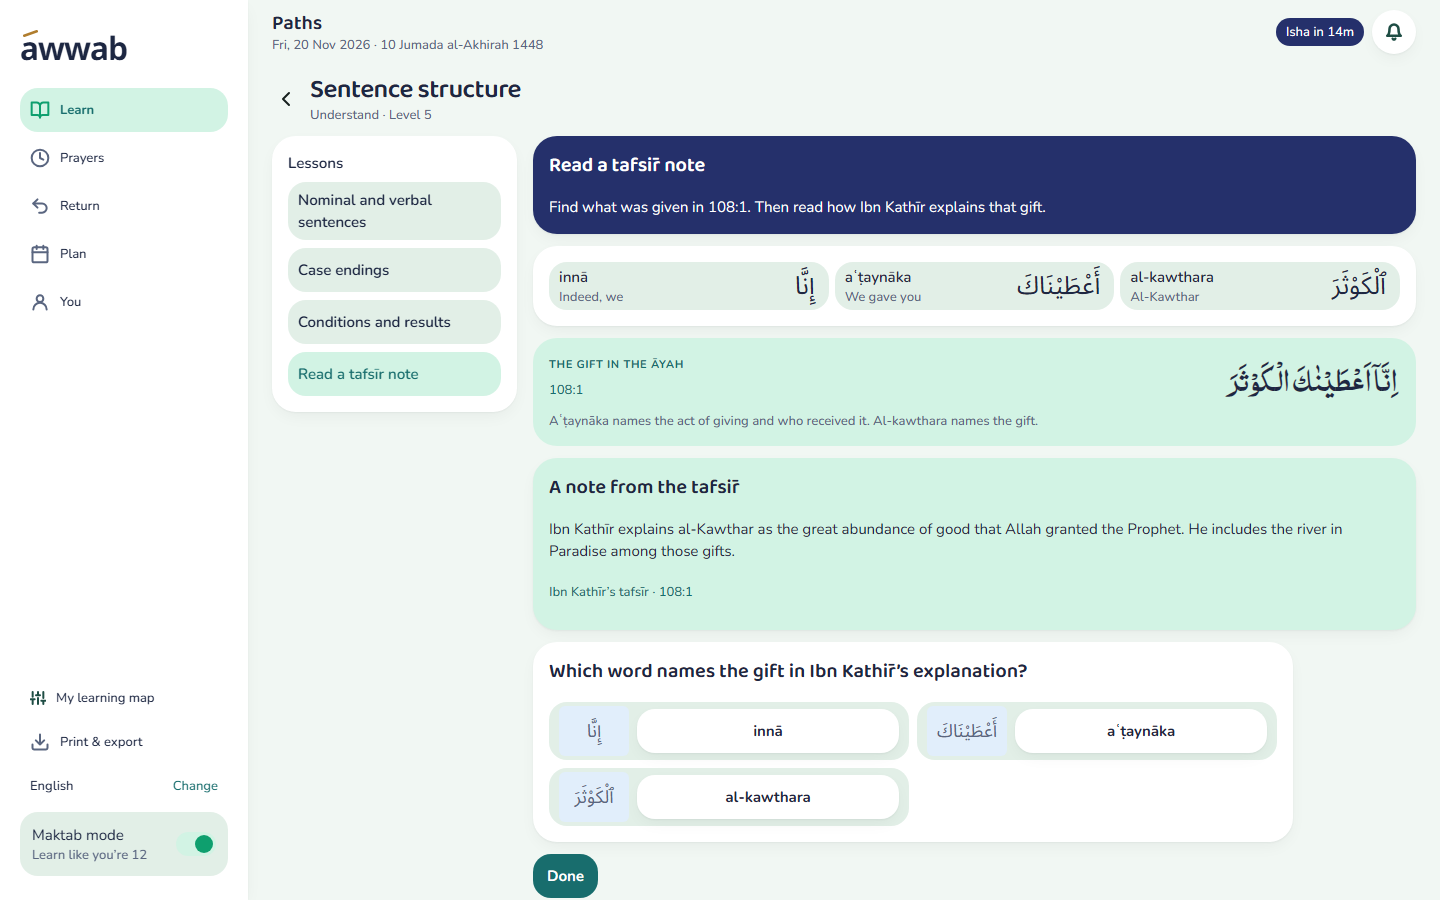 awwab
Learn
Prayers
Return
Plan
You
My learning map
Print & export
English
Change
Maktab mode
Learn like you're 12
Paths
Fri, 20 Nov 2026 · 10 Jumada al-Akhirah 1448
Isha in 14m
Sentence structure
Understand · Level 5
Lessons
Nominal and verbal
sentences
Case endings
Conditions and results
Read a tafsīr note
Read a tafsīr note
Find what was given in 108:1. Then read how Ibn Kathīr explains that gift.
innā
Indeed, we
إِنَّا
aʿṭaynāka
We gave you
أَعْطَيْنَاكَ
al-kawthara
Al-Kawthar
ٱلْكَوْثَرَ
THE GIFT IN THE ĀYAH
108:1
اِنَّاۤ اَعْطَيْنٰكَ الْكَوْثَرَ
Aʿṭaynāka names the act of giving and who received it. Al-kawthara names the gift.
A note from the tafsīr
Ibn Kathīr explains al-Kawthar as the great abundance of good that Allah granted the Prophet. He includes the river in
Paradise among those gifts.
Ibn Kathīr’s tafsīr · 108:1
Which word names the gift in Ibn Kathīr’s explanation?
إِنَّا
innā
أَعْطَيْنَاكَ
aʿṭaynāka
ٱلْكَوْثَرَ
al-kawthara
Done